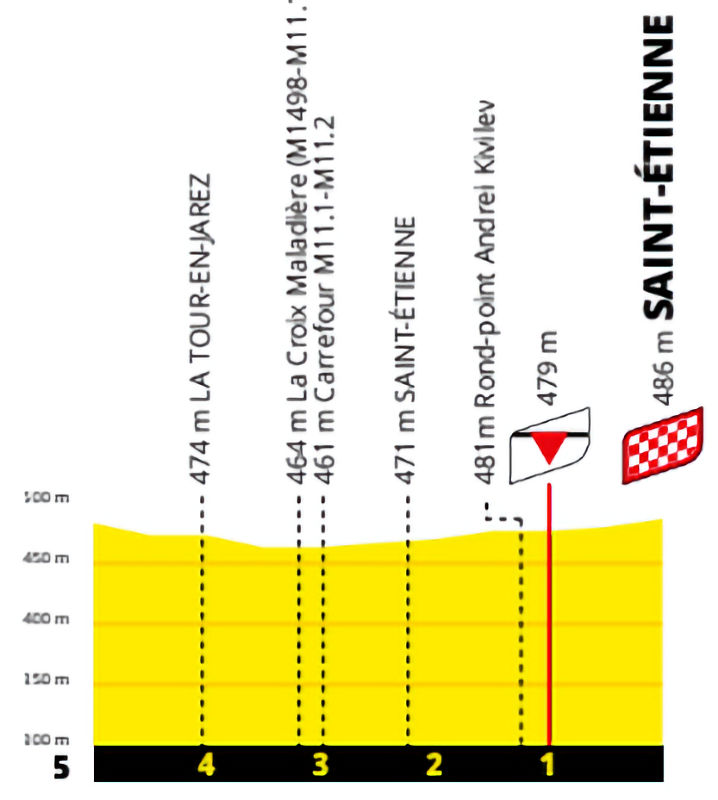 474 m LA TOUR-EN-JAREZ
464 m La Croix Maladière (M1498-M11.
461 m Carrefour M11.1-M11.2
471 m SAINT-ÉTIENNE
481 m Rond-point Andreï Kivilev
479 m
486 m SAINT-ÉTIENNE
500 m
450 m
400 m
350 m
300 m
5 4 3 2 1